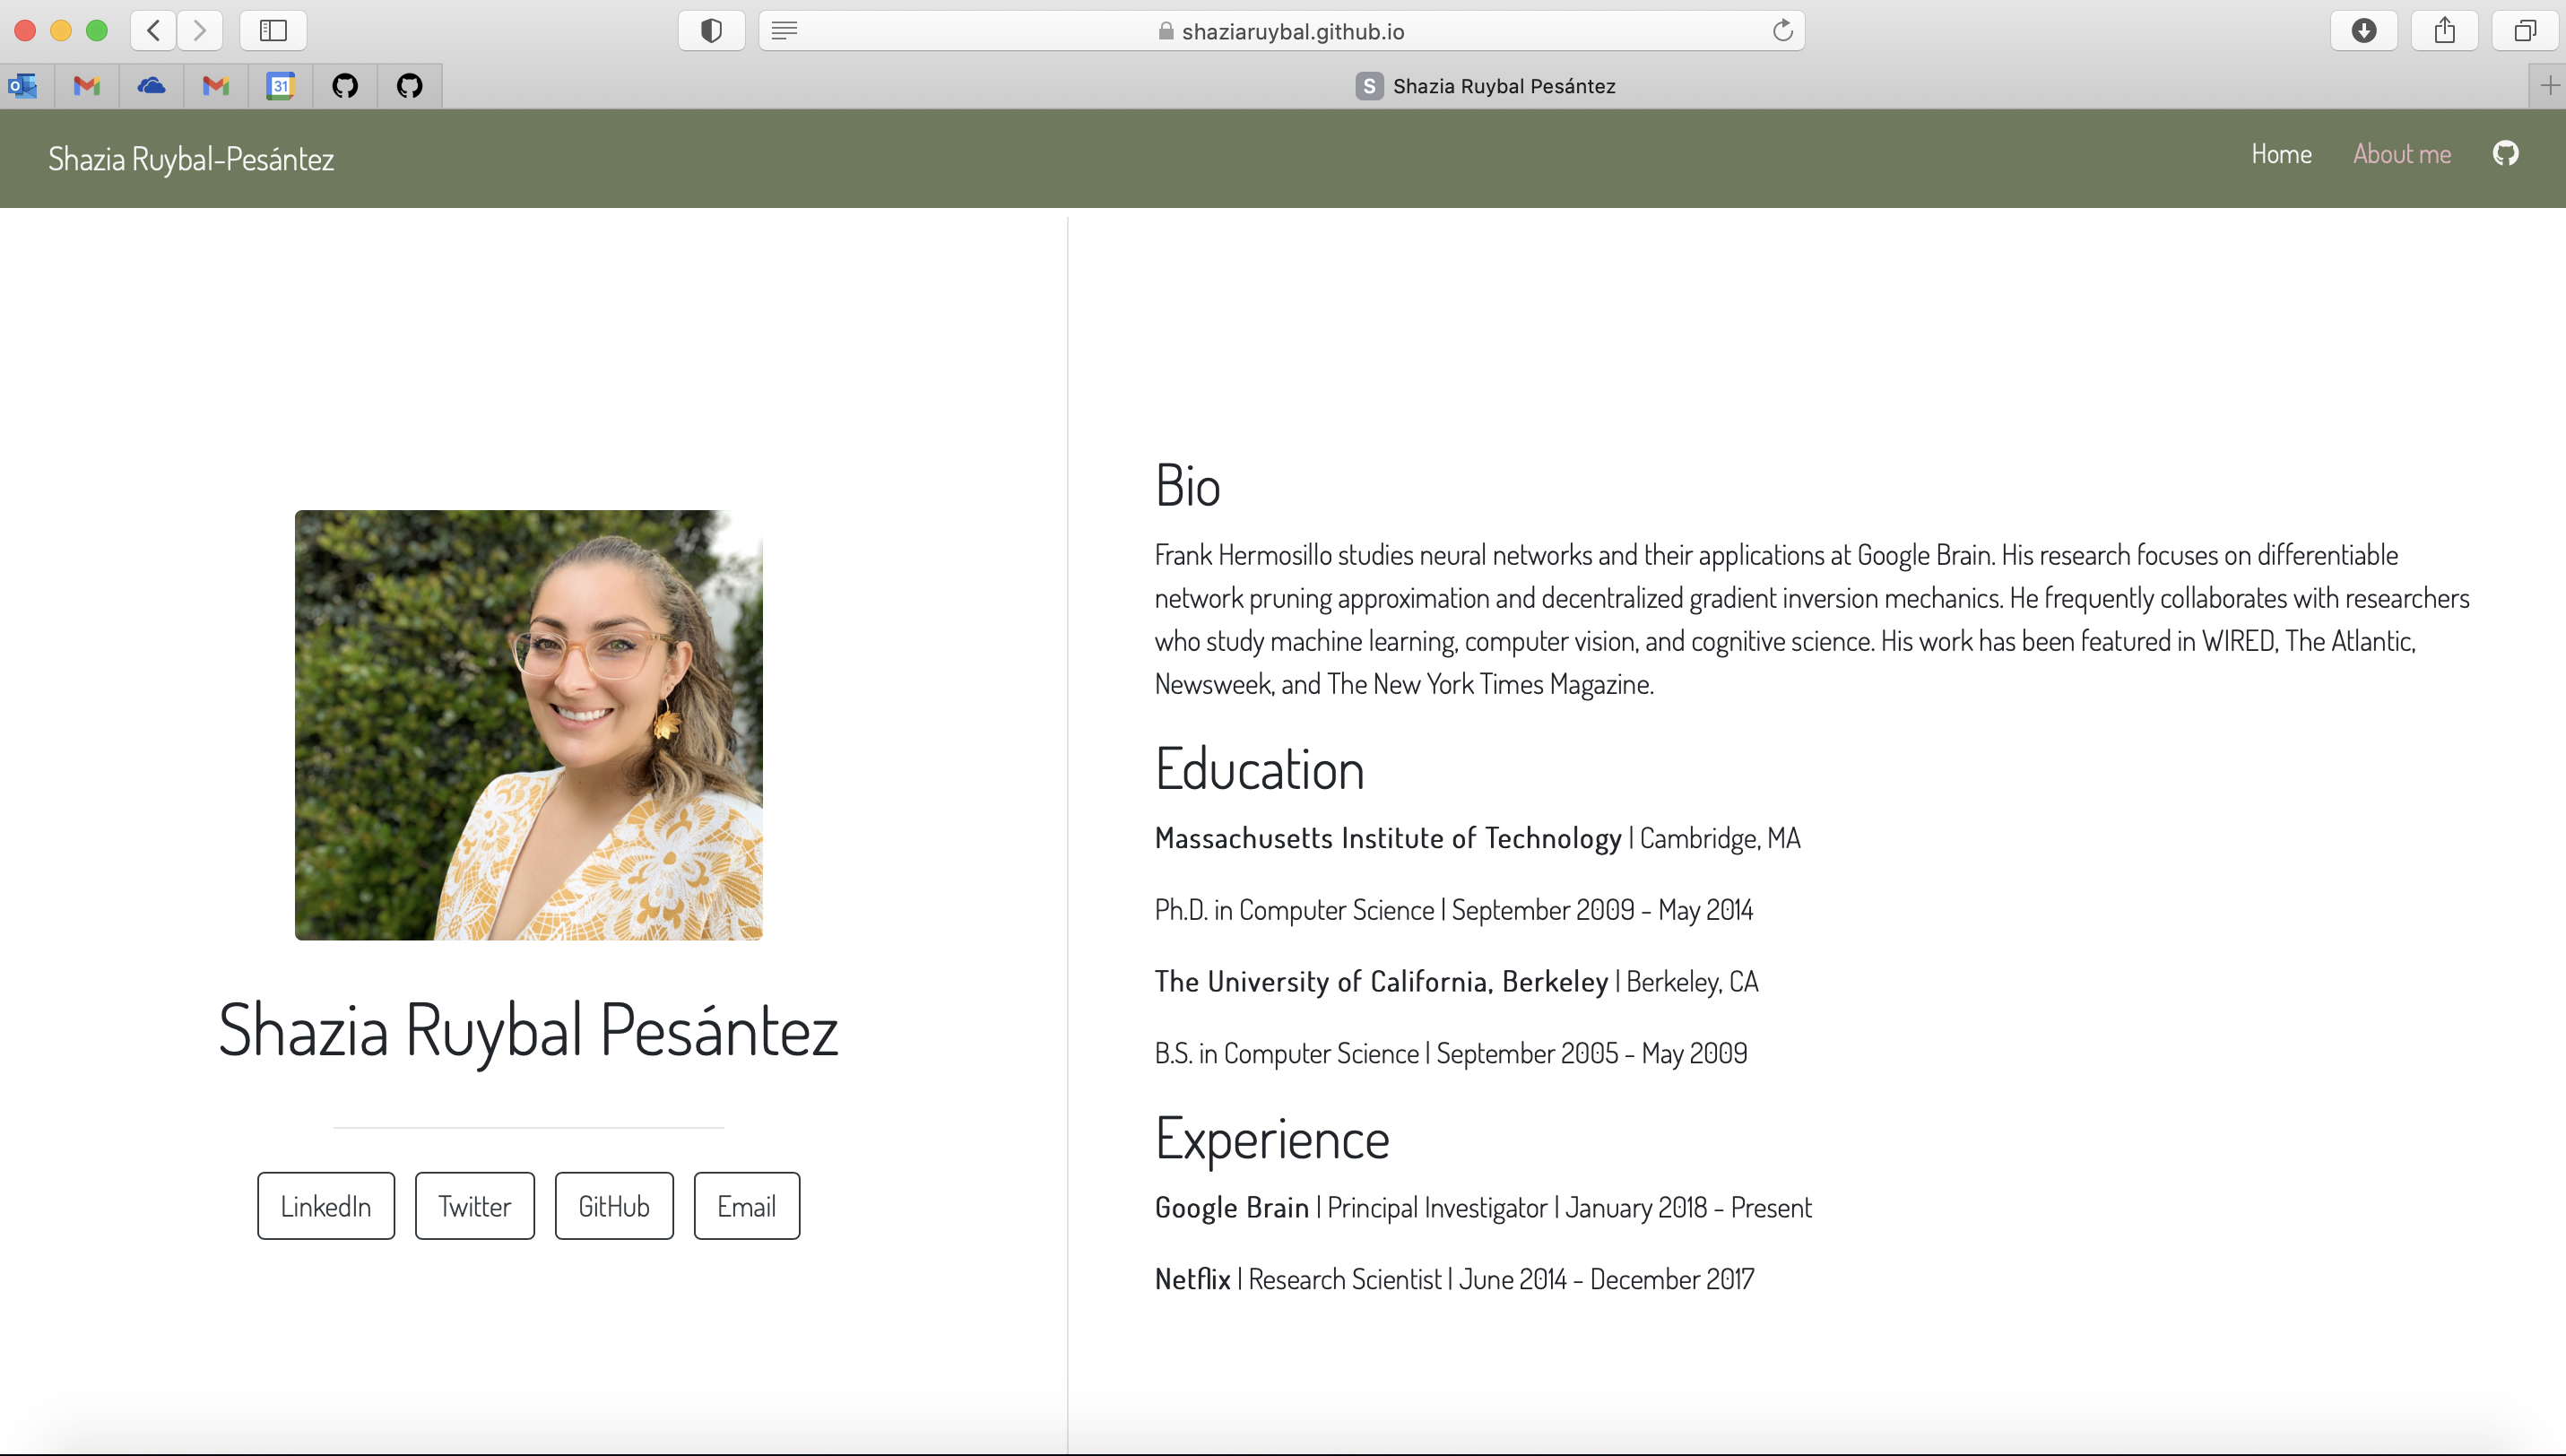 shaziaruybal.github.io
31
S Shazia Ruybal Pesántez
Shazia Ruybal-Pesántez
Home About me
Shazia Ruybal Pesántez
LinkedIn Twitter GitHub Email
Bio
Frank Hermosillo studies neural networks and their applications at Google Brain. His research focuses on differentiable
network pruning approximation and decentralized gradient inversion mechanics. He frequently collaborates with researchers
who study machine learning, computer vision, and cognitive science. His work has been featured in WIRED, The Atlantic,
Newsweek, and The New York Times Magazine.
Education
Massachusetts Institute of Technology | Cambridge, MA
Ph.D. in Computer Science | September 2009 - May 2014
The University of California, Berkeley | Berkeley, CA
B.S. in Computer Science | September 2005 - May 2009
Experience
Google Brain | Principal Investigator | January 2018 - Present
Netflix | Research Scientist | June 2014 - December 2017